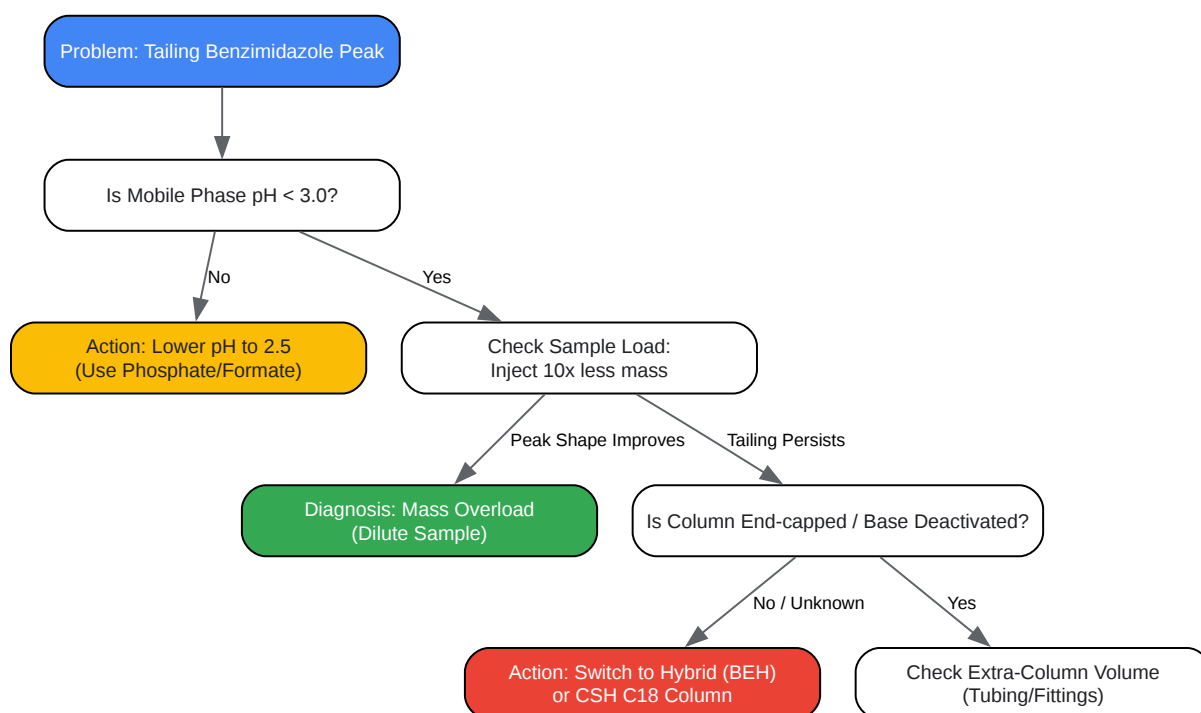 Problem: Tailing Benzimidazole Peak
Is Mobile Phase pH < 3.0?
No
Yes
Action: Lower pH to 2.5
(Use Phosphate/Formate)
Check Sample Load:
Inject 10x less mass
Peak Shape Improves
Tailing Persists
Diagnosis: Mass Overload
(Dilute Sample)
Is Column End-capped / Base Deactivated?
No / Unknown
Yes
Action: Switch to Hybrid (BEH)
or CSH C18 Column
Check Extra-Column Volume
(Tubing/Fittings)